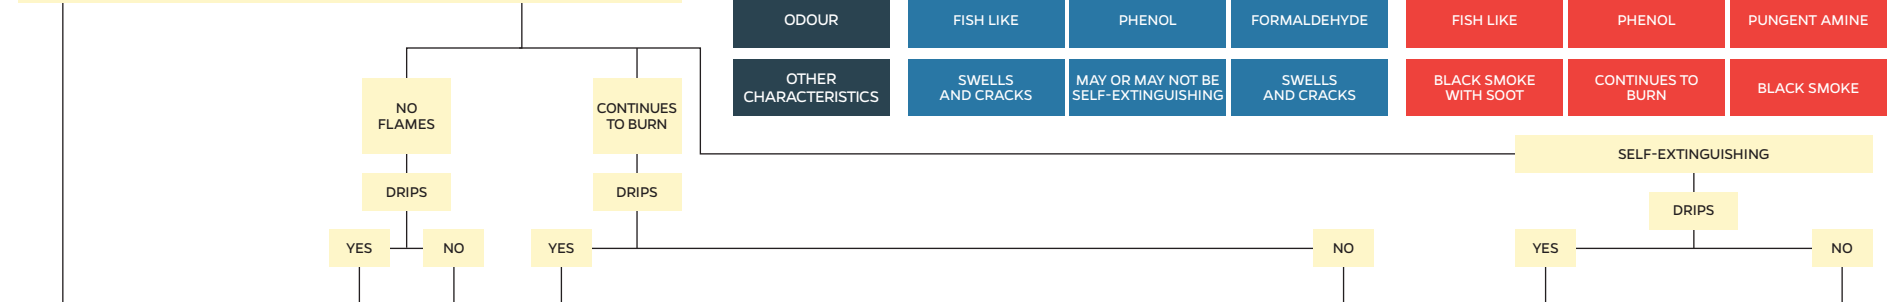 ODOUR
FISH LIKE
PHENOL
FORMALDEHYDE
FISH LIKE
PHENOL
PUNGENT AMINE
OTHER
CHARACTERISTICS
SWELLS
AND CRACKS
MAY OR MAY NOT BE
SELF-EXTINGUISHING
SWELLS
AND CRACKS
BLACK SMOKE
WITH SOOT
CONTINUES TO
BURN
BLACK SMOKE
NO
FLAMES
CONTINUES
TO BURN
SELF-EXTINGUISHING
DRIPS
DRIPS
DRIPS
YES
NO
YES
NO
YES
NO